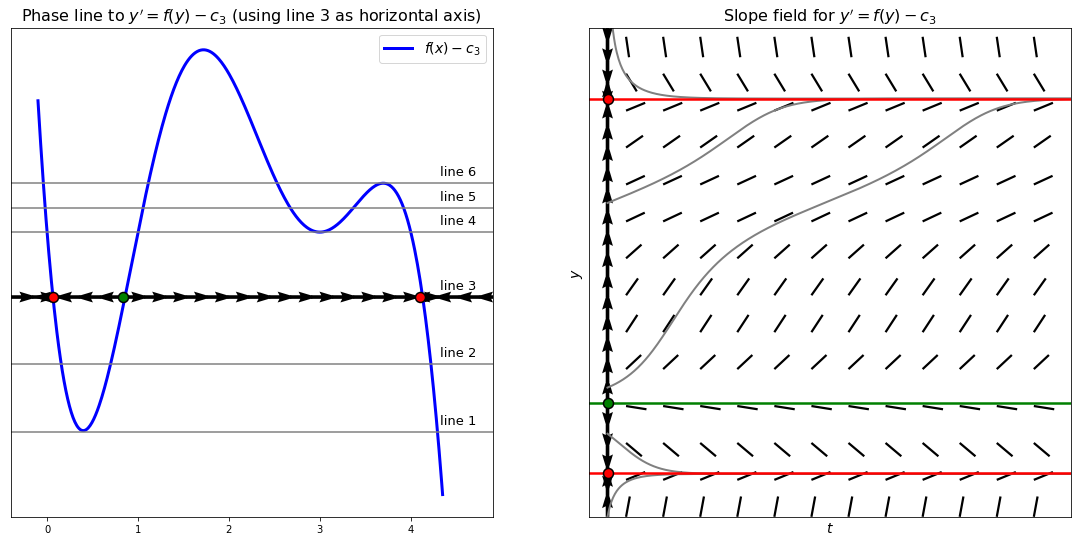 Phase line to y′ = f(y) − c₃ (using line 3 as horizontal axis)
f(x) − c₃
line 6
line 5
line 4
line 3
line 2
line 1
0 1 2 3 4
Slope field for y′ = f(y) − c₃
y
t